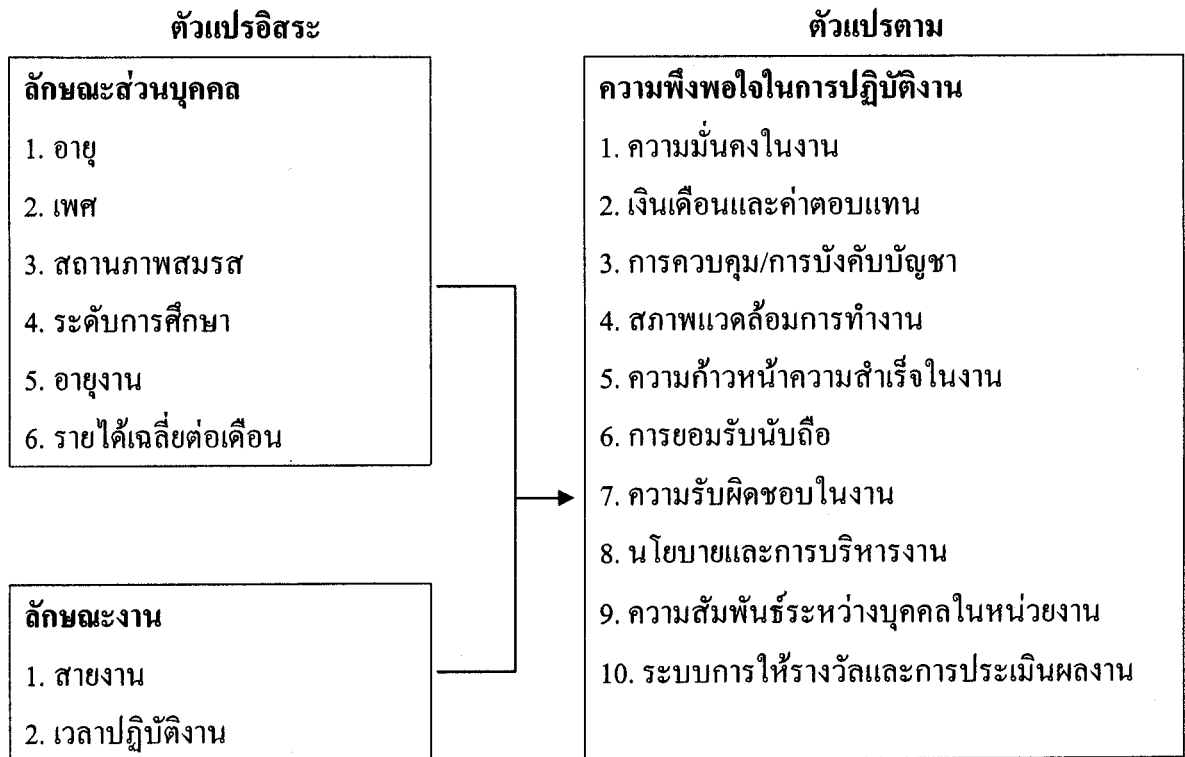 ตัวแปรอิสระ
ลักษณะส่วนบุคคล
1. อายุ
2. เพศ
3. สถานภาพสมรส
4. ระดับการศึกษา
5. อายุงาน
6. รายได้เฉลี่ยต่อเดือน
ลักษณะงาน
1. สายงาน
2. เวลาปฏิบัติงาน
ตัวแปรตาม
ความพึงพอใจในการปฏิบัติงาน
1. ความมั่นคงในงาน
2. เงินเดือนและค่าตอบแทน
3. การควบคุม/การบังคับบัญชา
4. สภาพแวดล้อมการทำงาน
5. ความก้าวหน้าความสำเร็จในงาน
6. การยอมรับนับถือ
7. ความรับผิดชอบในงาน
8. นโยบายและการบริหารงาน
9. ความสัมพันธ์ระหว่างบุคคลในหน่วยงาน
10. ระบบการให้รางวัลและการประเมินผลงาน